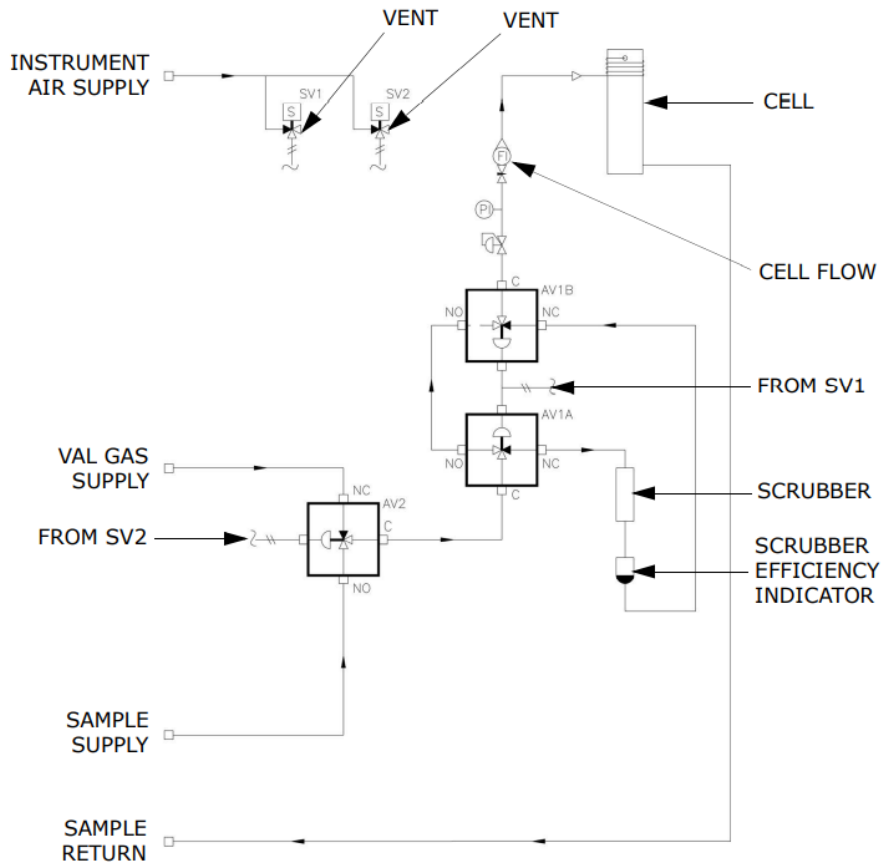 VENT
VENT
INSTRUMENT
AIR SUPPLY
SV1
SV2
S
S
CELL
FI
PI
CELL FLOW
C
AV1B
NO
NC
FROM SV1
AV1A
NO
NC
C
VAL GAS
SUPPLY
NC
AV2
SCRUBBER
FROM SV2
C
SCRUBBER
EFFICIENCY
INDICATOR
NO
SAMPLE
SUPPLY
SAMPLE
RETURN